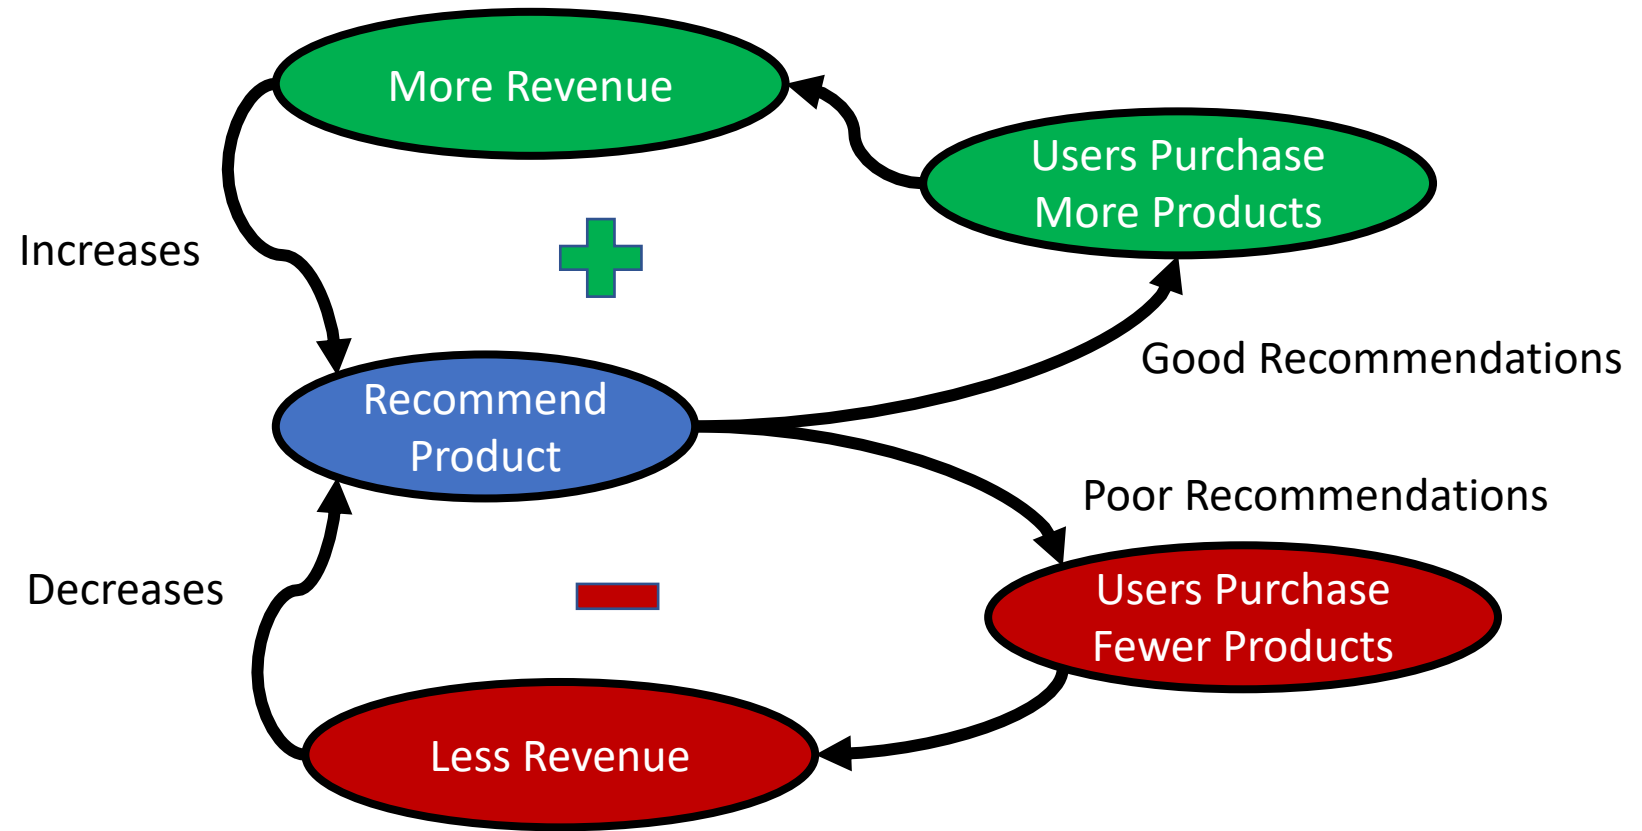 More Revenue
Users Purchase
More Products
Increases
Good Recommendations
Recommend
Product
Poor Recommendations
Decreases
Users Purchase
Fewer Products
Less Revenue